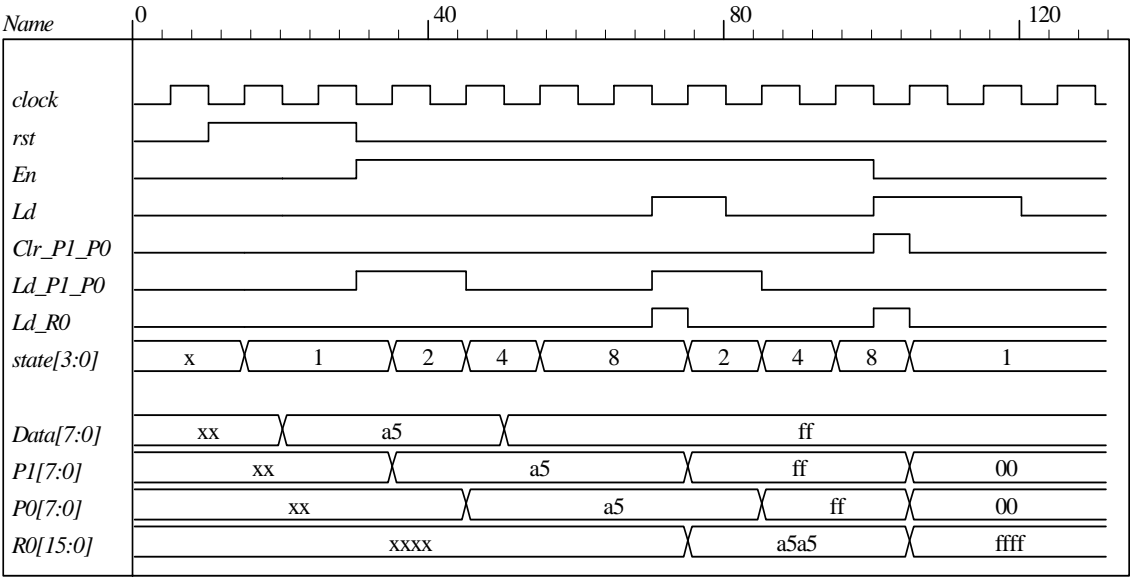 Name 0 40 80 120
clock
rst
En
Ld
Clr_P1_P0
Ld_P1_P0
Ld_R0
state[3:0] x 1 2 4 8 2 4 8 1
Data[7:0] xx a5 ff
P1[7:0] xx a5 ff 00
P0[7:0] xx a5 ff 00
R0[15:0] xxxx a5a5 ffff